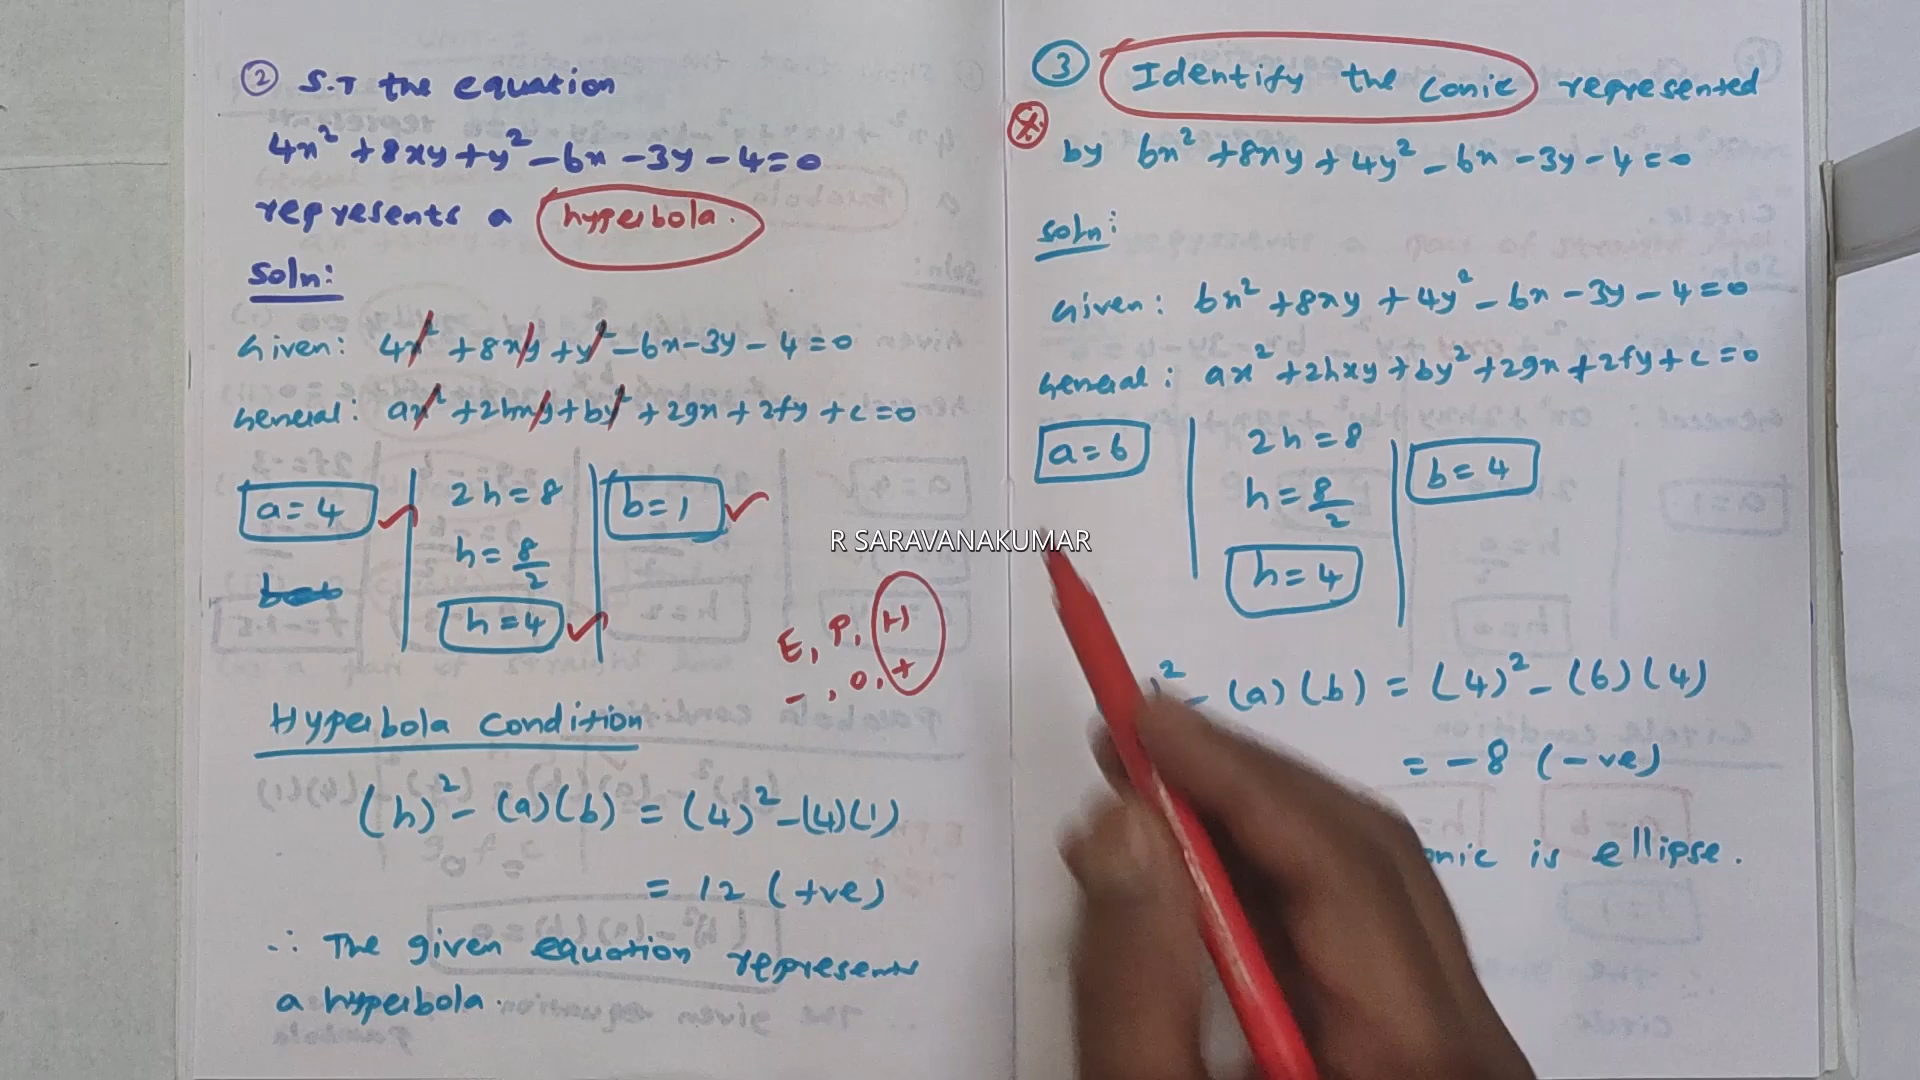 ② S.T the equation
4x² + 8xy + y² - 6x - 3y - 4 = 0
represents a hyperbola.
Soln:
Given: 4x² + 8xy + y² - 6x - 3y - 4 = 0
General: ax² + 2hxy + by² + 2gx + 2fy + c = 0
a = 4
2h = 8
h = 8/2
h = 4
b = 1
E, P, H
-, 0, +
Hyperbola condition
(h)² - (a)(b) = (4)² - (4)(1)
= 12 (+ve)
∴ The given equation represents
a hyperbola.
③ Identify the conic represented
by 6x² + 8xy + 4y² - 6x - 3y - 4 = 0
Soln:
Given: 6x² + 8xy + 4y² - 6x - 3y - 4 = 0
General: ax² + 2hxy + by² + 2gx + 2fy + c = 0
a = 6
2h = 8
h = 8/2
h = 4
b = 4
R SARAVANAKUMAR
)² - (a)(b) = (4)² - (6)(4)
= -8 (-ve)
is ellipse.